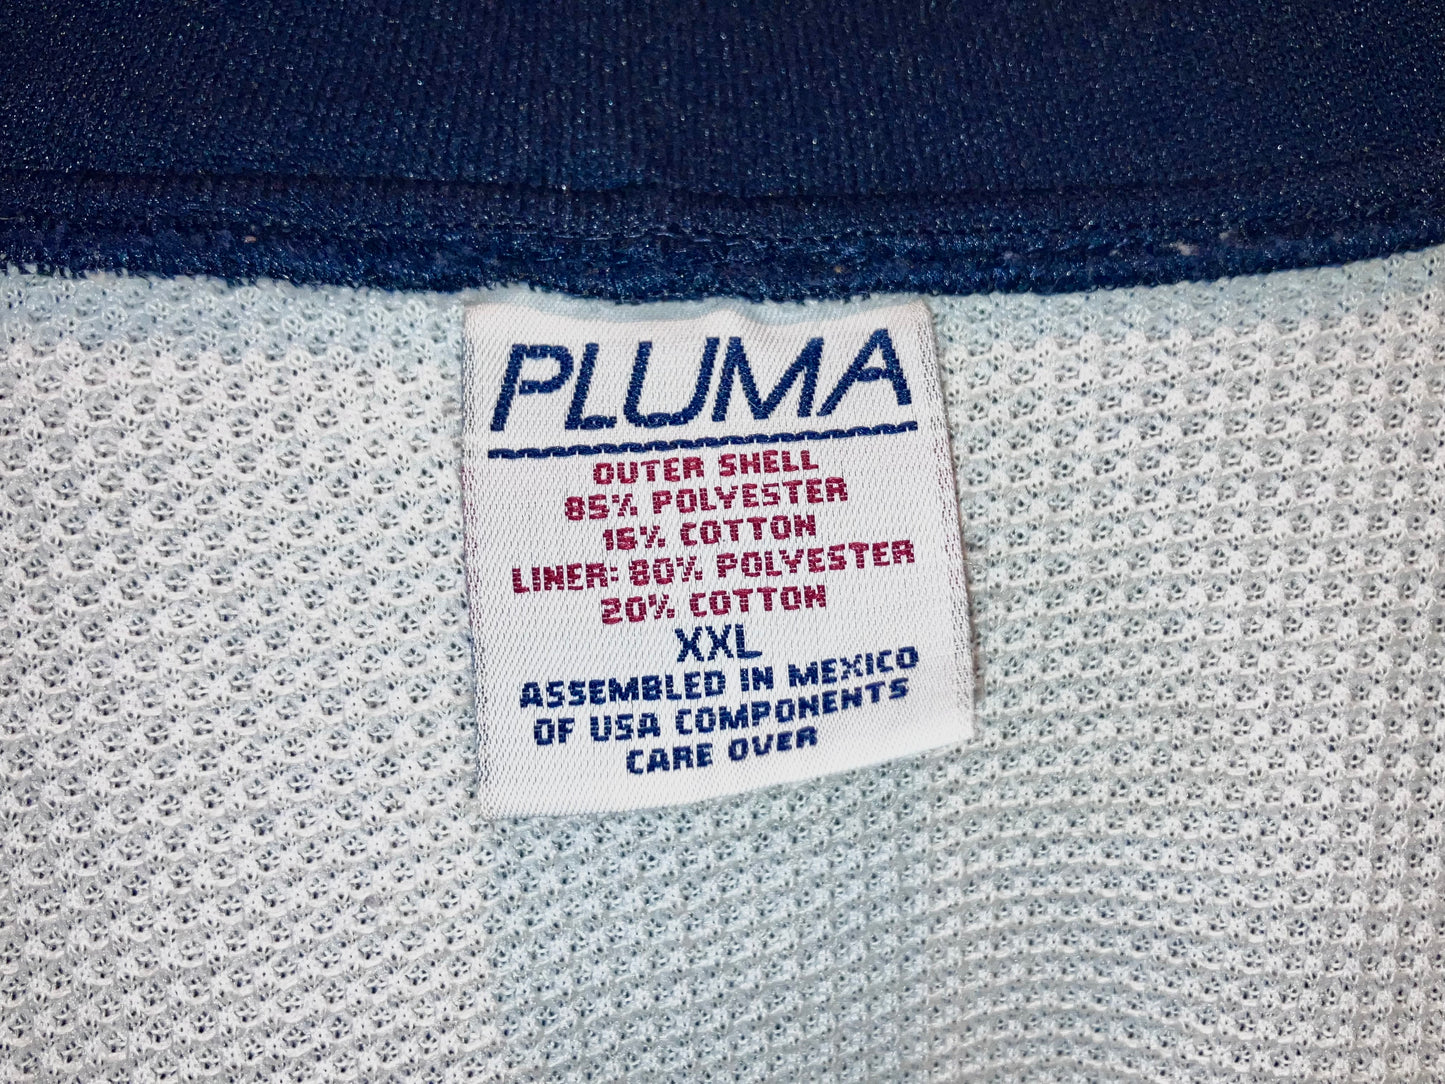 PLUMA
OUTER SHELL
85% POLYESTER
15% COTTON
LINER: 80% POLYESTER
20% COTTON
XXL
ASSEMBLED IN MEXICO
OF USA COMPONENTS
CARE OVER